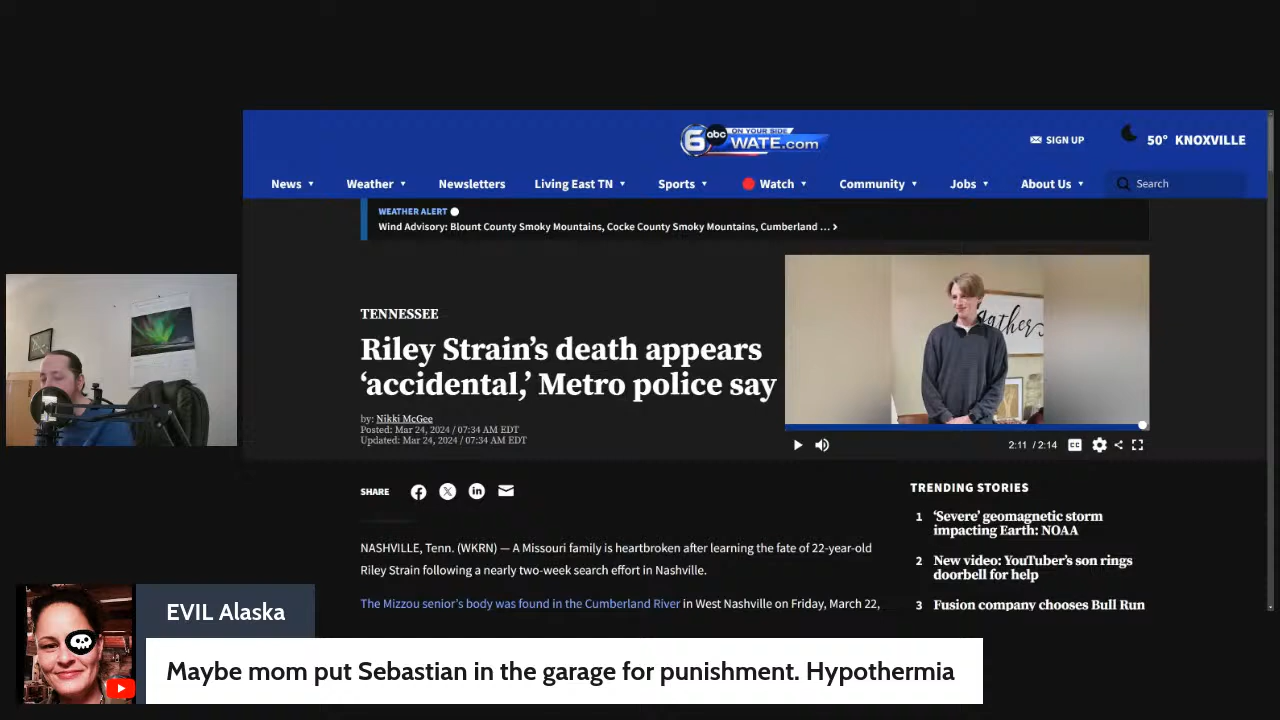 6 abc ON YOUR SIDE
WATE.com
SIGN UP
50° KNOXVILLE
News
Weather
Newsletters
Living East TN
Sports
Watch
Community
Jobs
About Us
Search
WEATHER ALERT
Wind Advisory: Blount County Smoky Mountains, Cocke County Smoky Mountains, Cumberland ... ›
TENNESSEE
Riley Strain’s death appears
‘accidental,’ Metro police say
by: Nikki McGee
Posted: Mar 24, 2024 / 07:34 AM EDT
Updated: Mar 24, 2024 / 07:34 AM EDT
gather
2:11 / 2:14
CC
SHARE
NASHVILLE, Tenn. (WKRN) — A Missouri family is heartbroken after learning the fate of 22-year-old
Riley Strain following a nearly two-week search effort in Nashville.
The Mizzou senior’s body was found in the Cumberland River in West Nashville on Friday, March 22,
TRENDING STORIES
1 ‘Severe’ geomagnetic storm
impacting Earth: NOAA
2 New video: YouTuber’s son rings
doorbell for help
3 Fusion company chooses Bull Run
EVIL Alaska
Maybe mom put Sebastian in the garage for punishment. Hypothermia